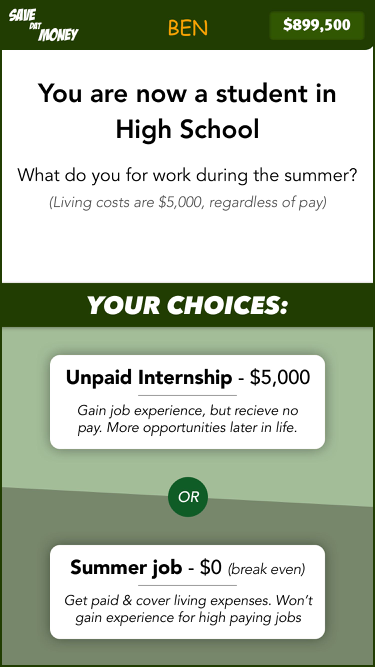 SAVE
DAT
MONEY
BEN
$899,500
You are now a student in
High School
What do you for work during the summer?
(Living costs are $5,000, regardless of pay)
YOUR CHOICES:
Unpaid Internship - $5,000
Gain job experience, but recieve no
pay. More opportunities later in life.
OR
Summer job - $0 (break even)
Get paid & cover living expenses. Won't
gain experience for high paying jobs